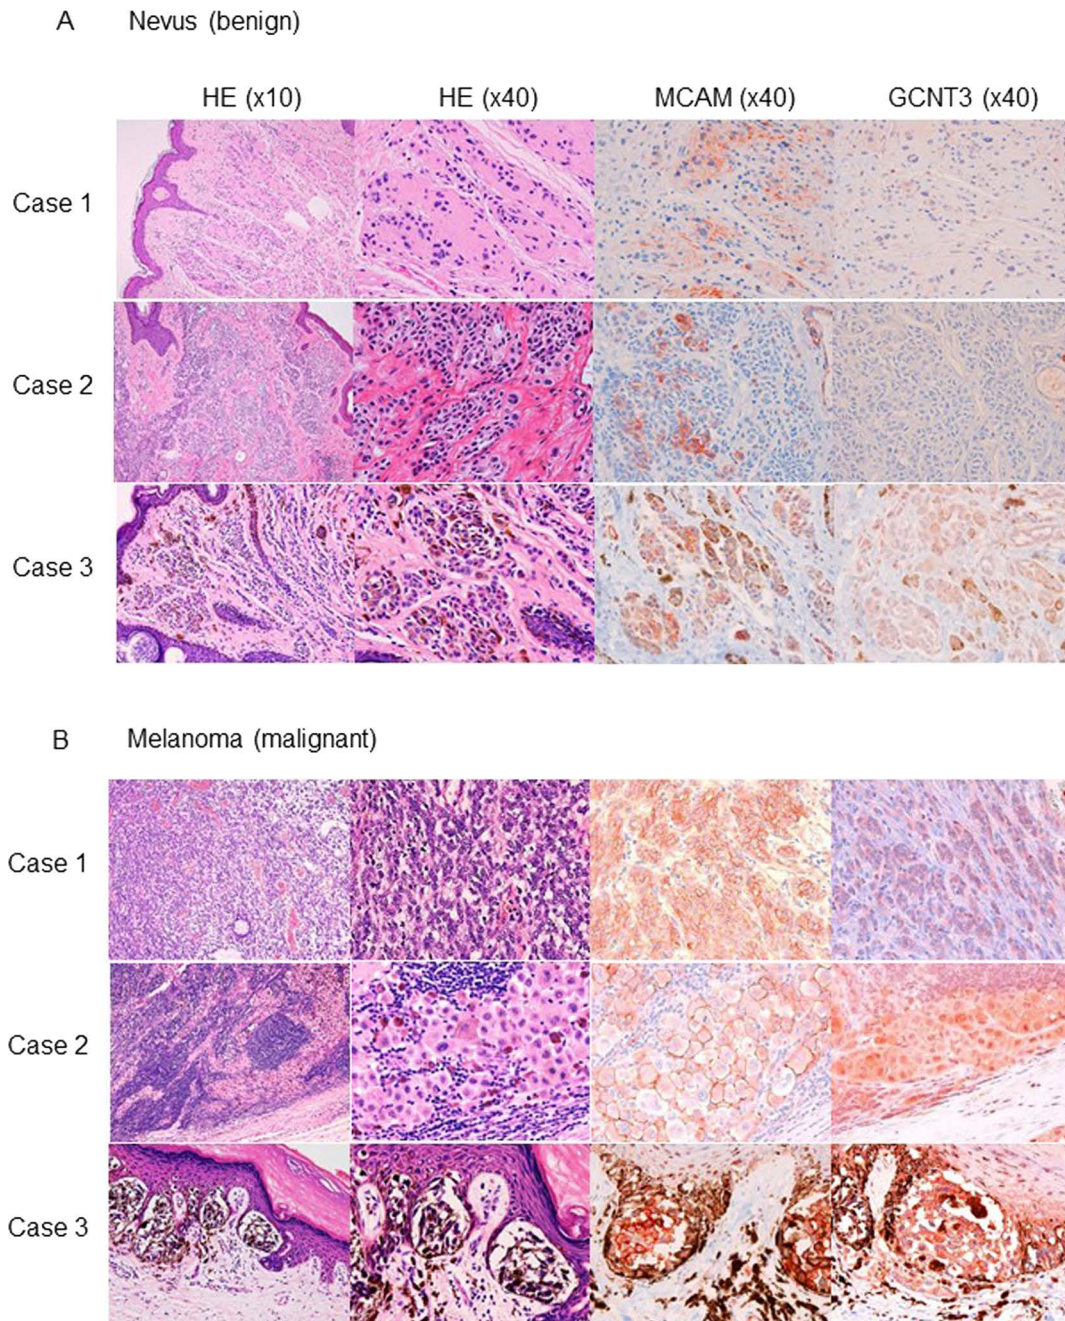 A Nevus (benign)
HE (x10) HE (x40) MCAM (x40) GCNT3 (x40)
Case 1
Case 2
Case 3
B Melanoma (malignant)
Case 1
Case 2
Case 3